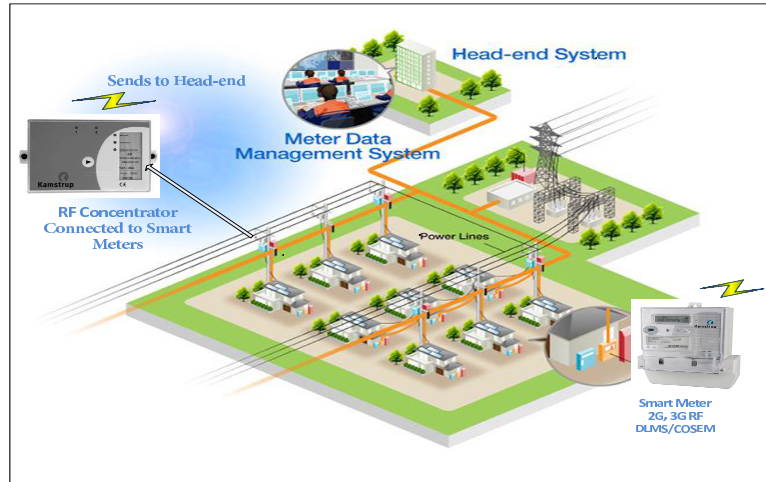 Head-end System
Sends to Head-end
Meter Data
Management System
Kamstrup
RF Concentrator
Connected to Smart
Meters
Power Lines
Kamstrup
Smart Meter
2G, 3G RF
DLMS/COSEM